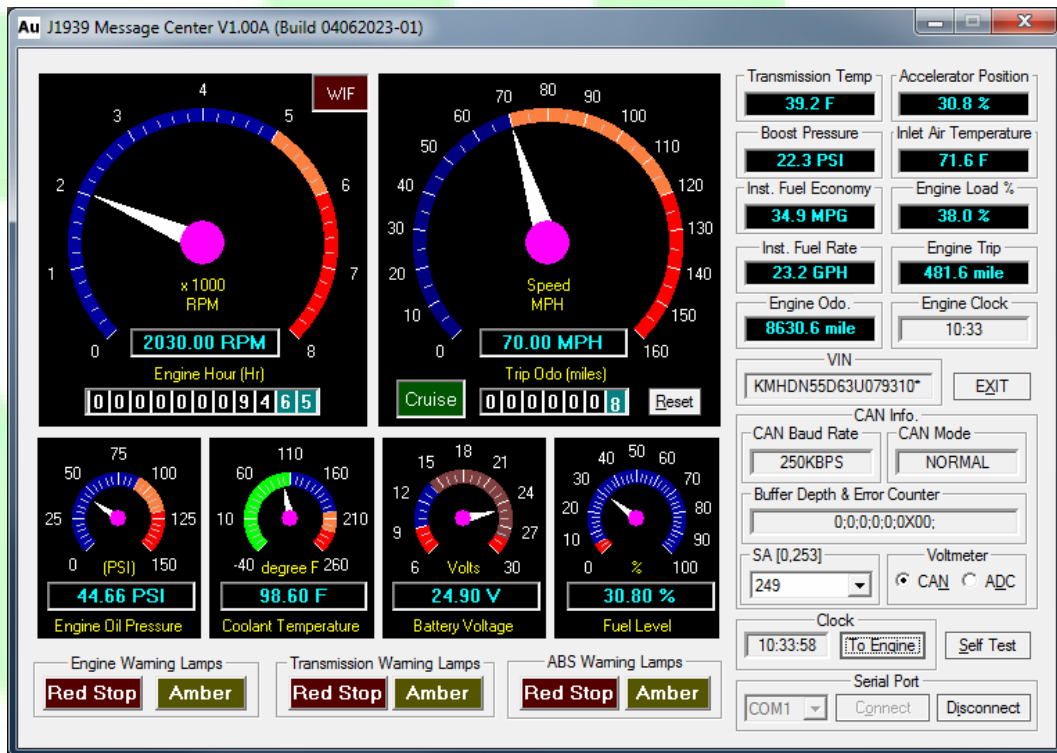 Au J1939 Message Center V1.00A (Build 04062023-01)
WIF
0 1 2 3 4 5 6 7 8
x 1000
RPM
2030.00 RPM
Engine Hour (Hr)
00000009465
0 10 20 30 40 50 60 70 80 90 100 110 120 130 140 150 160
Speed
MPH
70.00 MPH
Trip Odo (miles)
Cruise
0000008
Reset
0 25 50 75 100 125 150
(PSI)
44.66 PSI
Engine Oil Pressure
-40 10 60 110 160 210 260
degree F
98.60 F
Coolant Temperature
6 9 12 15 18 21 24 27 30
Volts
24.90 V
Battery Voltage
0 10 20 30 40 50 60 70 80 90 100
%
30.80 %
Fuel Level
Engine Warning Lamps
Red Stop Amber
Transmission Warning Lamps
Red Stop Amber
ABS Warning Lamps
Red Stop Amber
Transmission Temp
39.2 F
Accelerator Position
30.8 %
Boost Pressure
22.3 PSI
Inlet Air Temperature
71.6 F
Inst. Fuel Economy
34.9 MPG
Engine Load %
38.0 %
Inst. Fuel Rate
23.2 GPH
Engine Trip
481.6 mile
Engine Odo.
8630.6 mile
Engine Clock
10:33
VIN
KMHDN55D63U079310*
EXIT
CAN Info.
CAN Baud Rate
250KBPS
CAN Mode
NORMAL
Buffer Depth & Error Counter
0;0;0;0;0;0X00;
SA [0,253]
249
Voltmeter
CAN ADC
Clock
10:33:58
To Engine
Self Test
Serial Port
COM1
Connect
Disconnect